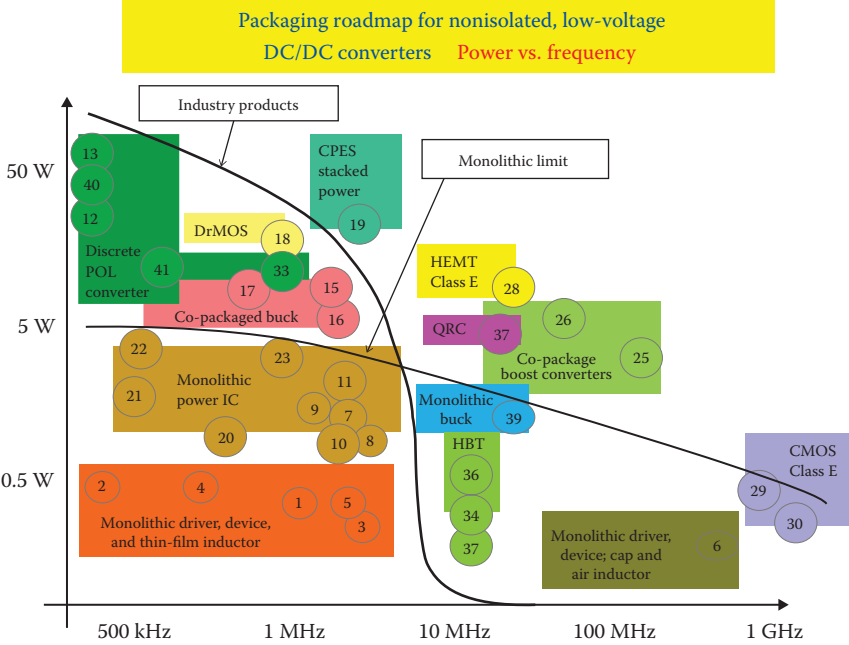 Packaging roadmap for nonisolated, low-voltage
DC/DC converters Power vs. frequency
Industry products
Monolithic limit
50 W
5 W
0.5 W
13
40
12
Discrete
POL
converter
41
DrMOS
18
33
CPES
stacked
power
19
17
15
16
Co-packaged buck
HEMT
Class E
28
QRC
37
26
25
Co-package
boost converters
22
23
21
Monolithic
power IC
11
9
7
20
10
8
Monolithic
buck
39
HBT
36
34
37
CMOS
Class E
29
30
2
4
1
5
3
Monolithic driver, device,
and thin-film inductor
Monolithic driver,
device; cap and
air inductor
6
500 kHz
1 MHz
10 MHz
100 MHz
1 GHz